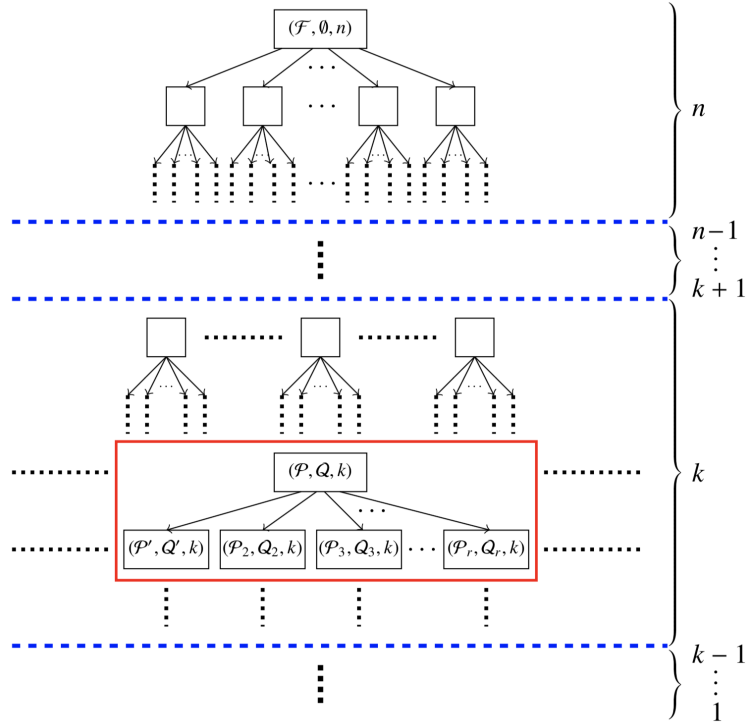 (ℱ, ∅, n)
· · ·
· · ·
n
· · · · · · · · · · · ·
· · ·
n−1
⋮
k + 1
· · · · · · · · ·
(𝒫, 𝒬, k)
k
· · ·
(𝒫′, 𝒬′, k) (𝒫₂, 𝒬₂, k) (𝒫₃, 𝒬₃, k) · · · (𝒫ᵣ, 𝒬ᵣ, k)
k − 1
⋮
1